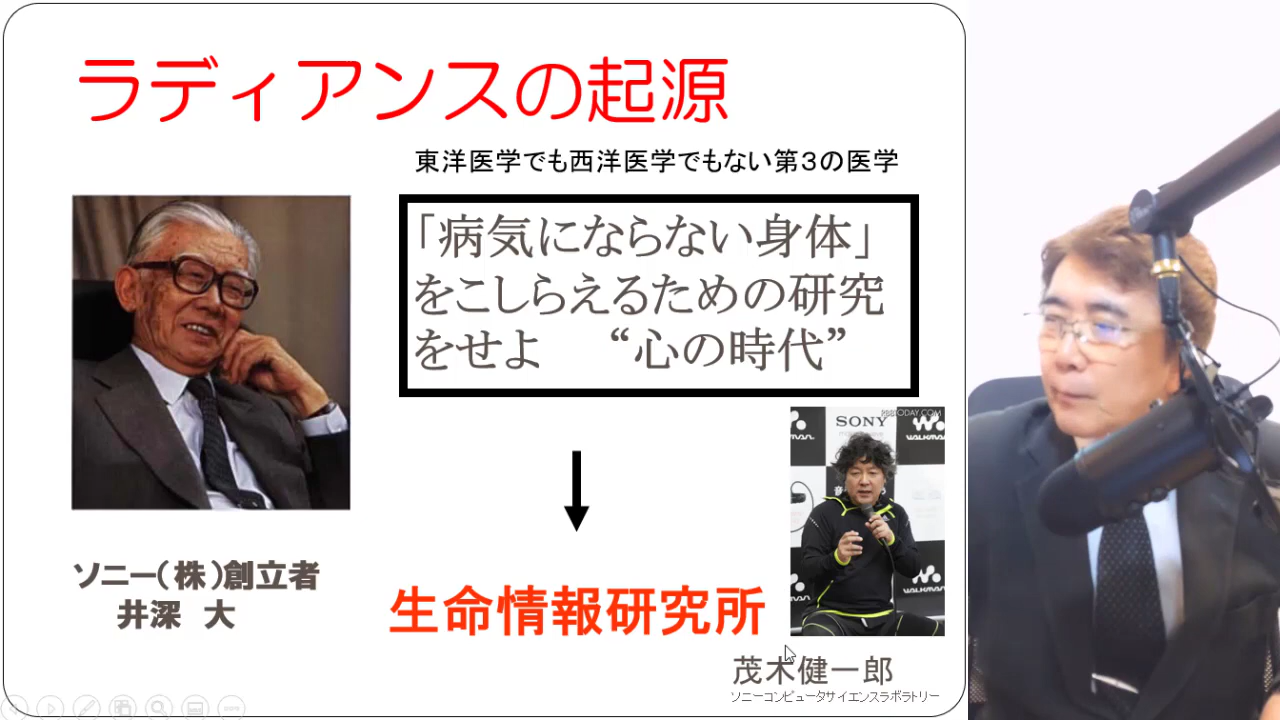 ラディアンスの起源
東洋医学でも西洋医学でもない第3の医学
「病気にならない身体」
をこしらえるための研究
をせよ “心の時代”
RBBTODAY.COM
SONY
WALKMAN
WALKMAN
生命情報研究所
ソニー(株)創立者
井深 大
茂木健一郎
ソニーコンピュータサイエンスラボラトリー